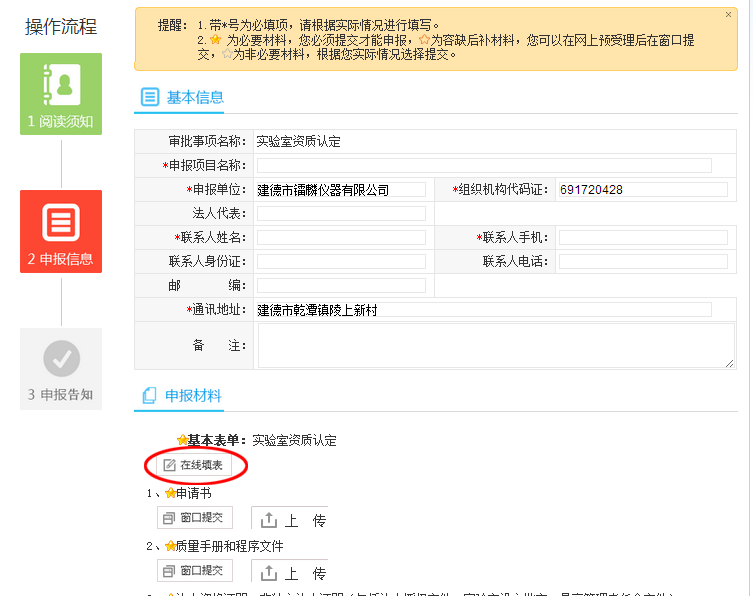 操作流程
1 阅读须知
2 申报信息
3 申报告知
提醒： 1.带*号为必填项，请根据实际情况进行填写。
2. 为必要材料，您必须提交才能申报，为容缺后补材料，您可以在网上预受理后在窗口提
交，为非必要材料，根据您实际情况选择提交。
基本信息
审批事项名称： 实验室资质认定
*申报项目名称：
*申报单位： 建德市镭麟仪器有限公司 *组织机构代码证： 691720428
法人代表：
*联系人姓名： *联系人手机：
联系人身份证： 联系人电话：
邮 编：
*通讯地址： 建德市乾潭镇陵上新村
备 注：
申报材料
基本表单： 实验室资质认定
在线填表
1、申请书
窗口提交 上 传
2、质量手册和程序文件
窗口提交 上 传